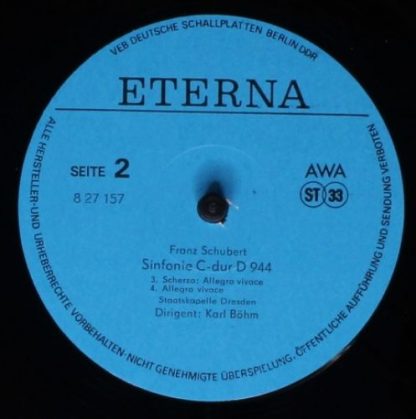 VEB DEUTSCHE SCHALLPLATTEN BERLIN DDR
ETERNA
SEITE 2
8 27 157
AWA
ST 33
Franz Schubert
Sinfonie C-dur D 944
3. Scherzo: Allegro vivace
4. Allegro vivace
Staatskapelle Dresden
Dirigent: Karl Böhm
ALLE HERSTELLER-UND URHEBERRECHTE VORBEHALTEN·NICHT GENEHMIGTE ÜBERSPIELUNG,·ÖFFENTLICHE AUFFÜHRUNG UND SENDUNG VERBOTEN